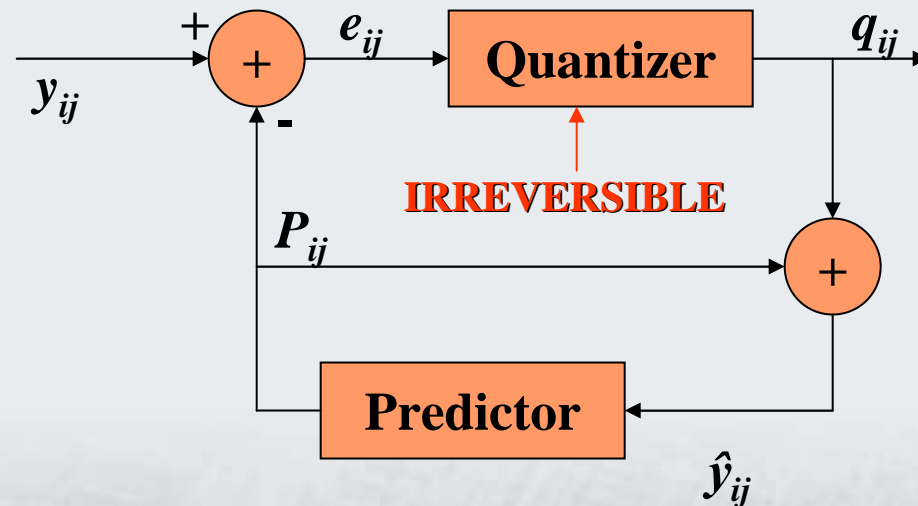 + e_ij q_ij
+ Quantizer
y_ij
-
IRREVERSIBLE
P_ij
+
Predictor
ŷ_ij